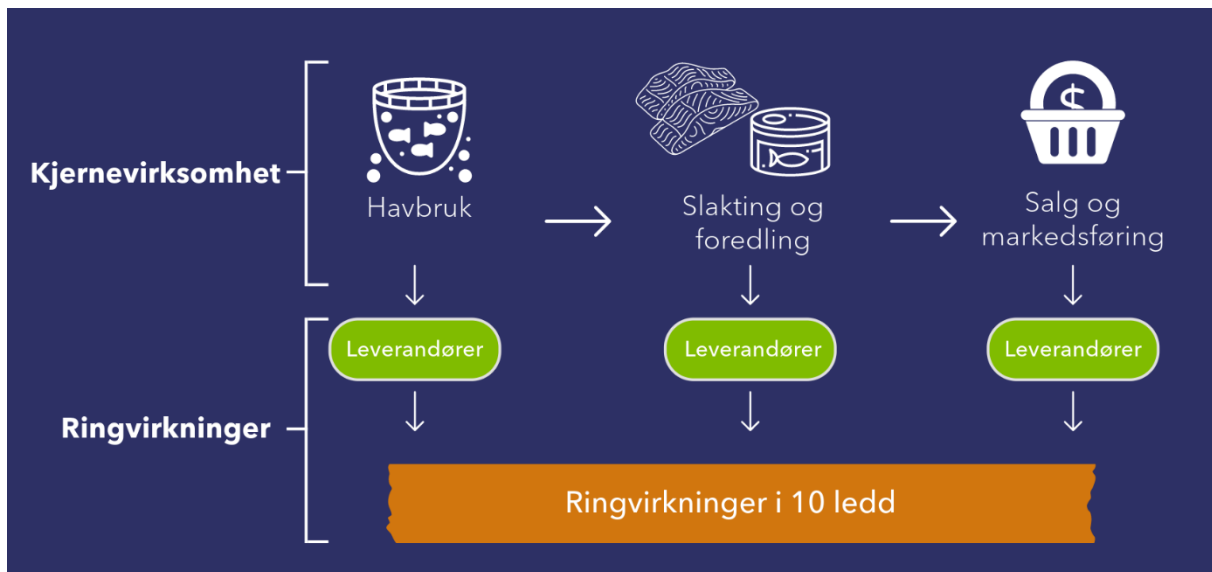 Kjernevirksomhet
Havbruk
Slakting og
foredling
Salg og
markedsføring
Ringvirkninger
Leverandører
Leverandører
Leverandører
Ringvirkninger i 10 ledd